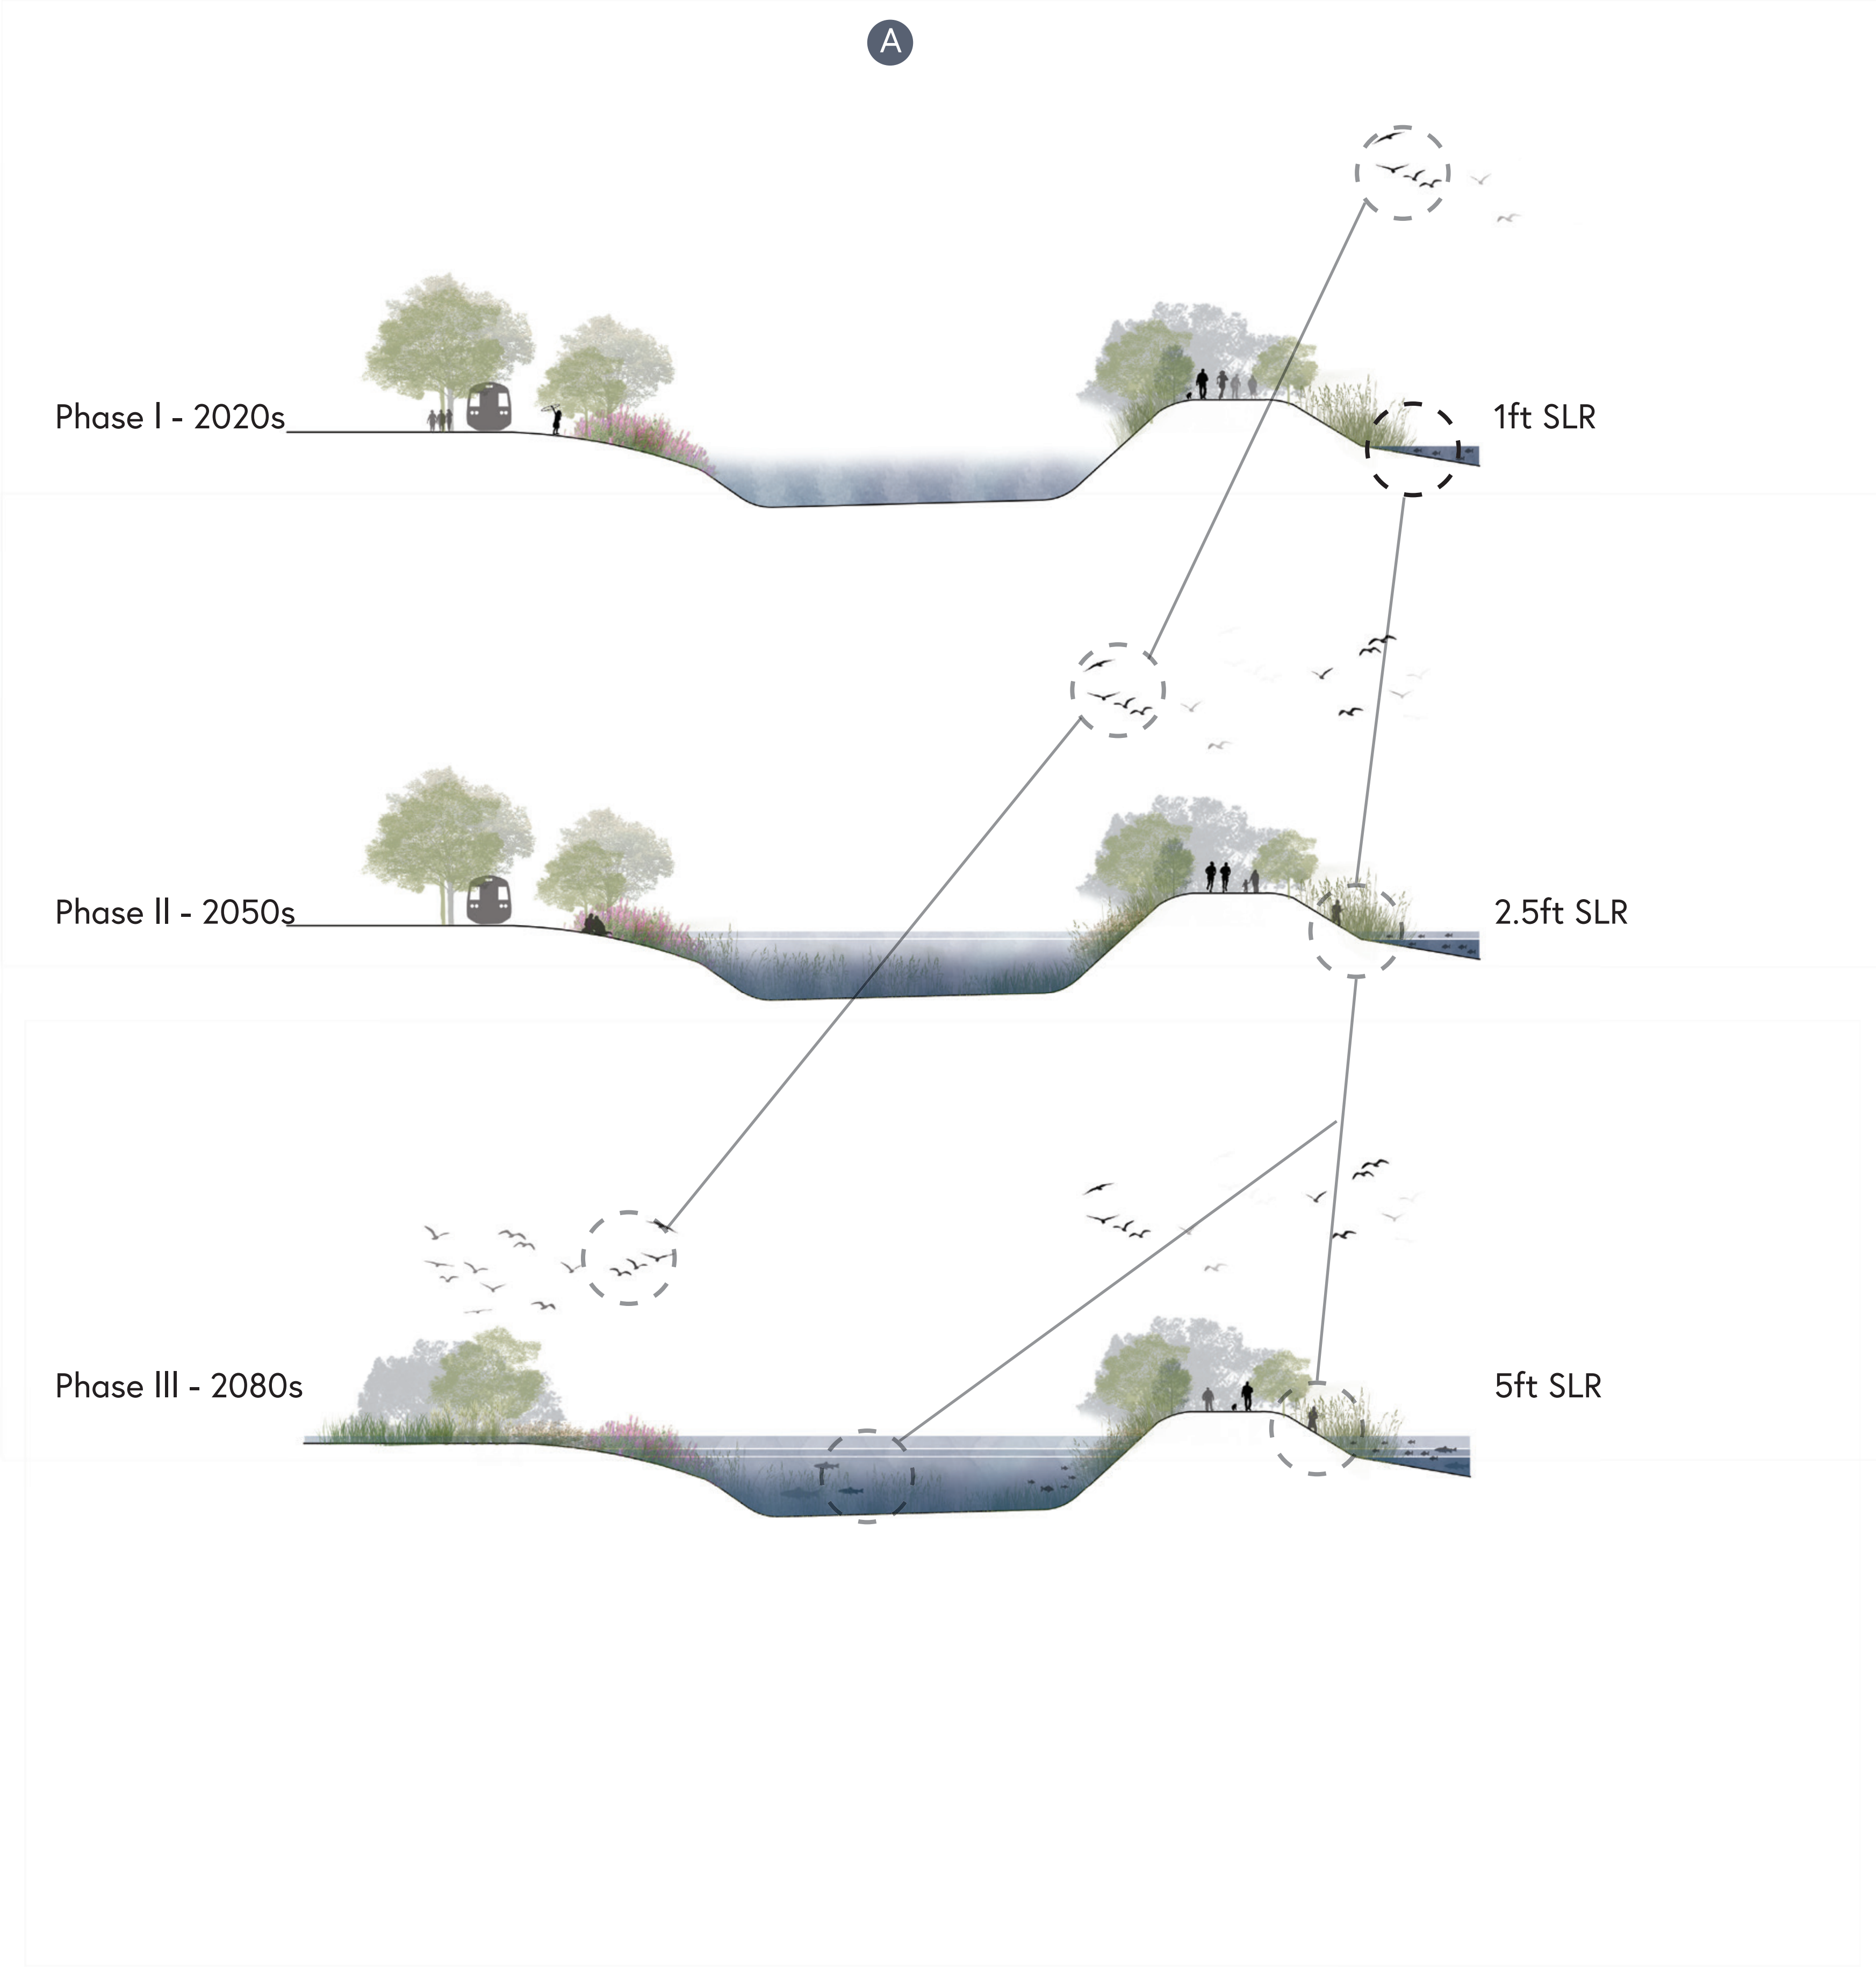 A
Phase I - 2020s
1ft SLR
Phase II - 2050s
2.5ft SLR
Phase III - 2080s
5ft SLR